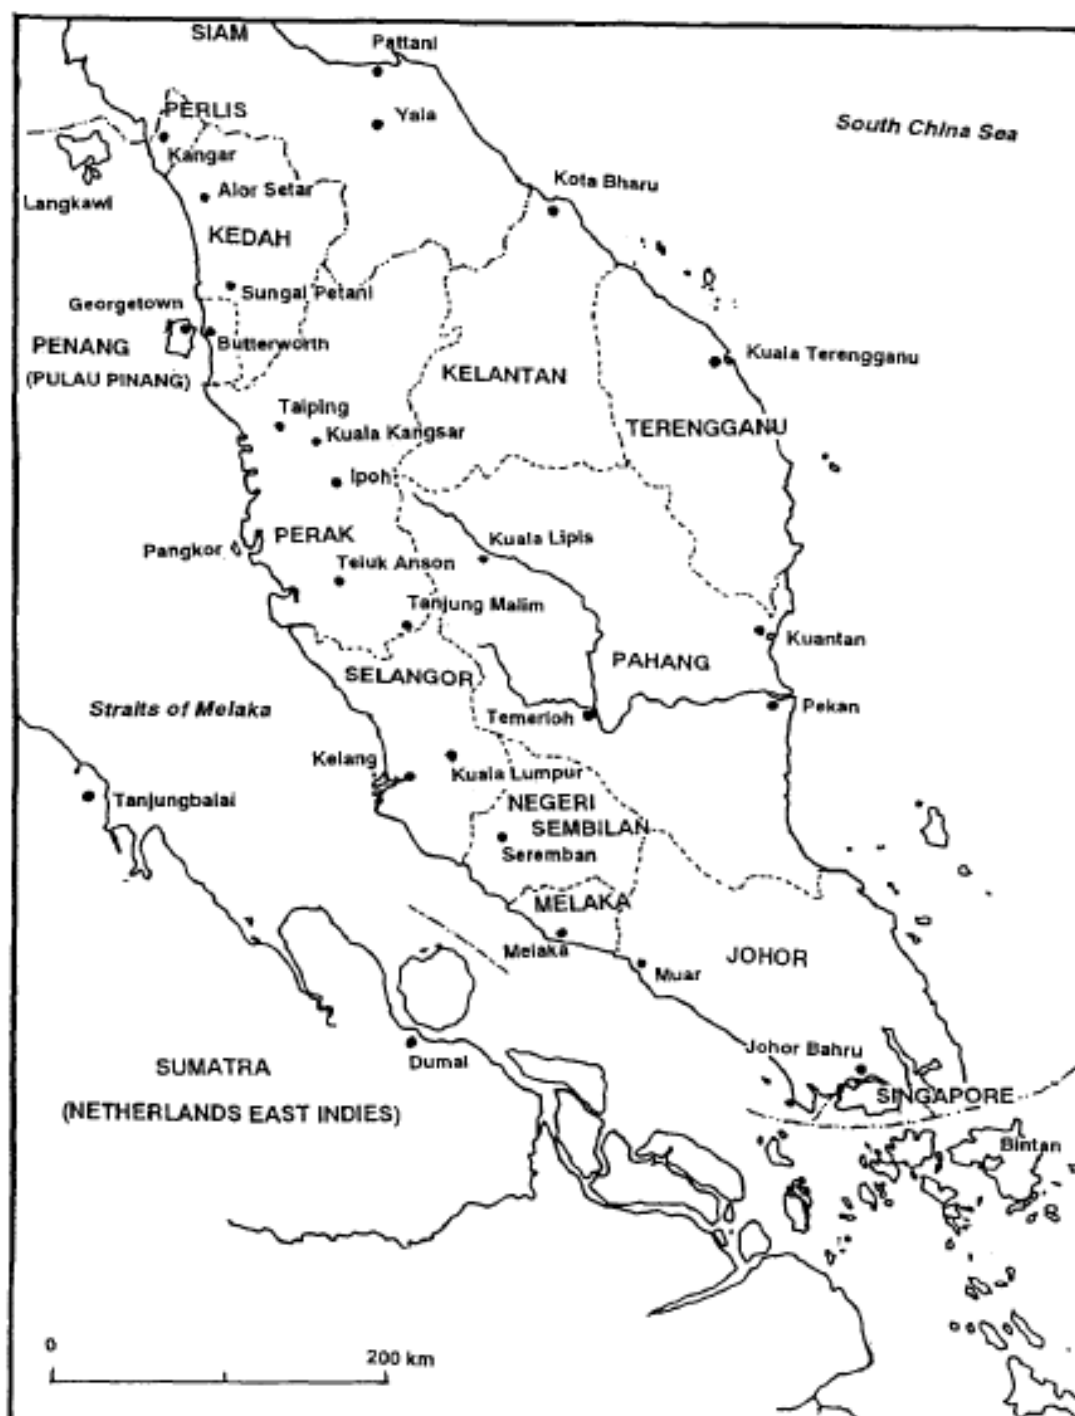 SIAM
Pattani
PERLIS
Yala
South China Sea
Kangar
Kota Bharu
Langkawi
Alor Setar
KEDAH
Sungai Petani
Georgetown
PENANG
Butterworth
(PULAU PINANG)
Kuala Terengganu
KELANTAN
Taiping
TERENGGANU
Kuala Kangsar
Ipoh
PERAK
Kuala Lipis
Pangkor
Teluk Anson
Tanjung Malim
Kuantan
PAHANG
SELANGOR
Straits of Melaka
Temerloh
Pekan
Kelang
Kuala Lumpur
Tanjungbalai
NEGERI
SEMBILAN
Seremban
MELAKA
Melaka
JOHOR
Muar
Johor Bahru
Dumai
SUMATRA
(NETHERLANDS EAST INDIES)
SINGAPORE
Bintan
0
200 km